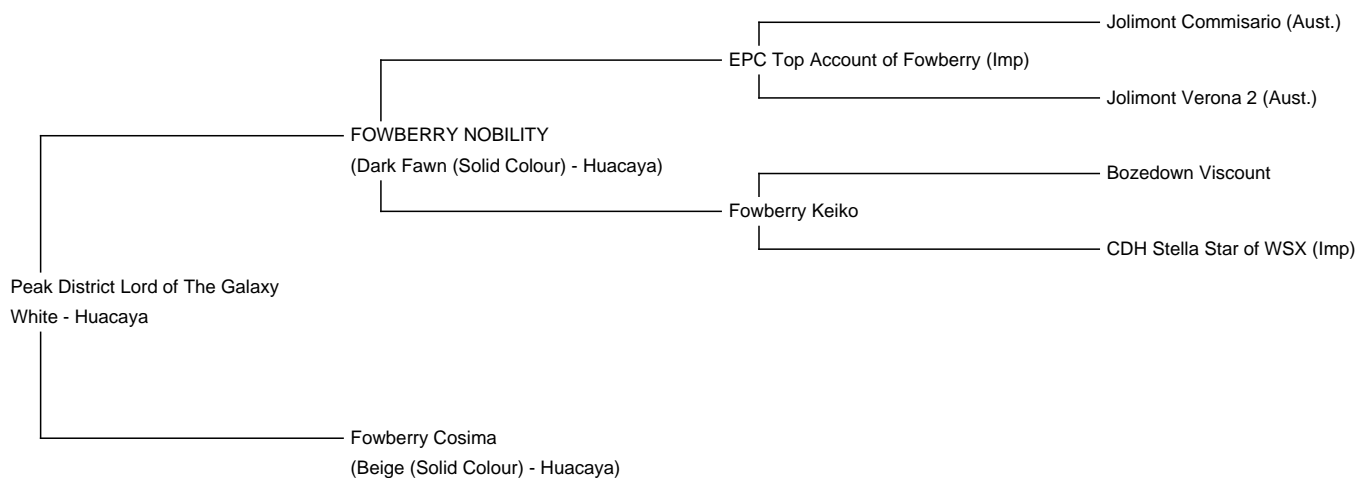 Jolimont Commisario (Aust.)
EPC Top Account of Fowberry (Imp)
Jolimont Verona 2 (Aust.)
FOWBERRY NOBILITY
(Dark Fawn (Solid Colour) - Huacaya)
Bozedown Viscount
Fowberry Keiko
CDH Stella Star of WSX (Imp)
Peak District Lord of The Galaxy
White - Huacaya
Fowberry Cosima
(Beige (Solid Colour) - Huacaya)